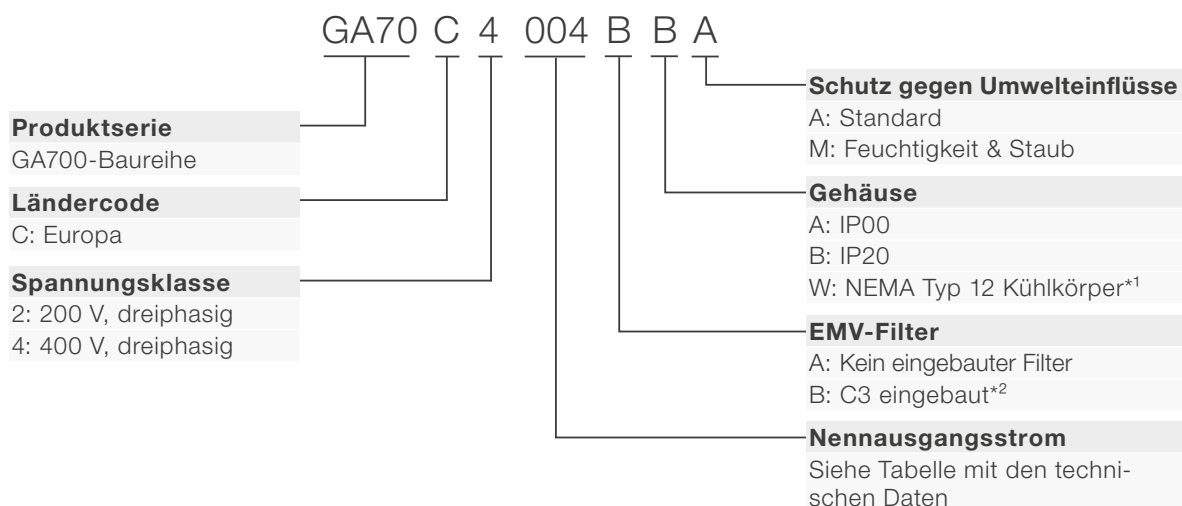 GA70 C 4 004 B B A
Produktserie
GA700-Baureihe
Ländercode
C: Europa
Spannungsklasse
2: 200 V, dreiphasig
4: 400 V, dreiphasig
Schutz gegen Umwelteinflüsse
A: Standard
M: Feuchtigkeit & Staub
Gehäuse
A: IP00
B: IP20
W: NEMA Typ 12 Kühlkörper*1
EMV-Filter
A: Kein eingebauter Filter
B: C3 eingebaut*2
Nennausgangsstrom
Siehe Tabelle mit den techni-
schen Daten